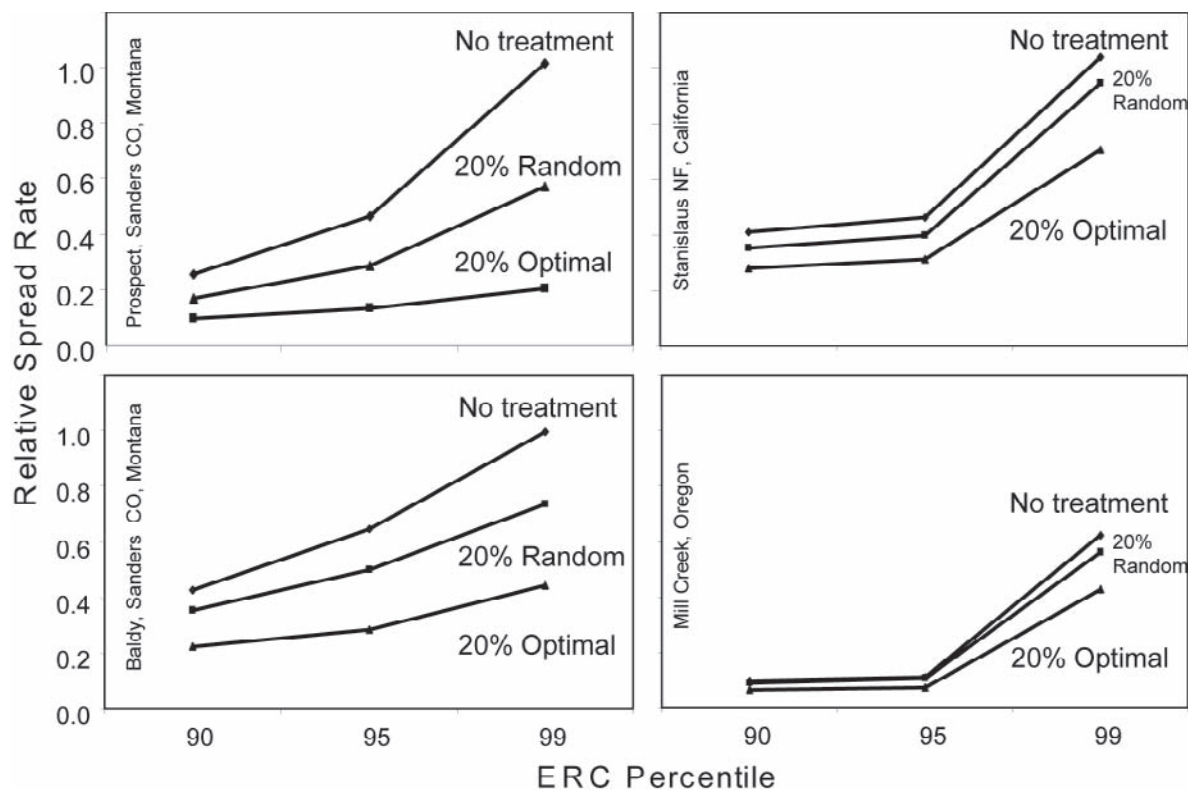 Relative Spread Rate
Prospect, Sanders CO, Montana
1.0
0.8
0.6
0.4
0.2
0.0
No treatment
20% Random
20% Optimal
Stanislaus NF, California
No treatment
20%
Random
20% Optimal
Baldy, Sanders CO, Montana
1.0
0.8
0.6
0.4
0.2
0.0
No treatment
20% Random
20% Optimal
90
95
99
Mill Creek, Oregon
No treatment
20%
Random
20% Optimal
90
95
99
ERC Percentile